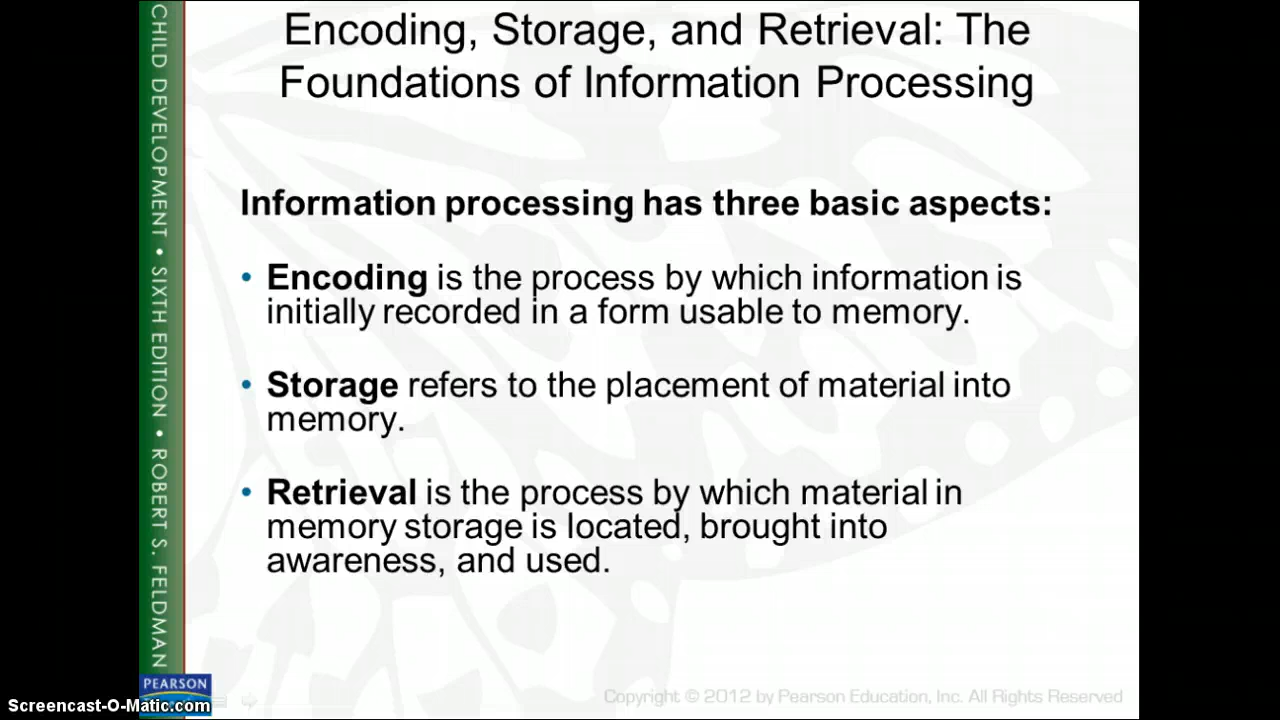 Encoding, Storage, and Retrieval: The
Foundations of Information Processing
Information processing has three basic aspects:
• Encoding is the process by which information is
initially recorded in a form usable to memory.
• Storage refers to the placement of material into
memory.
• Retrieval is the process by which material in
memory storage is located, brought into
awareness, and used.
CHILD DEVELOPMENT • SIXTH EDITION • ROBERT S. FELDMAN
PEARSON
Copyright © 2012 by Pearson Education, Inc. All Rights Reserved
Screencast-O-Matic.com